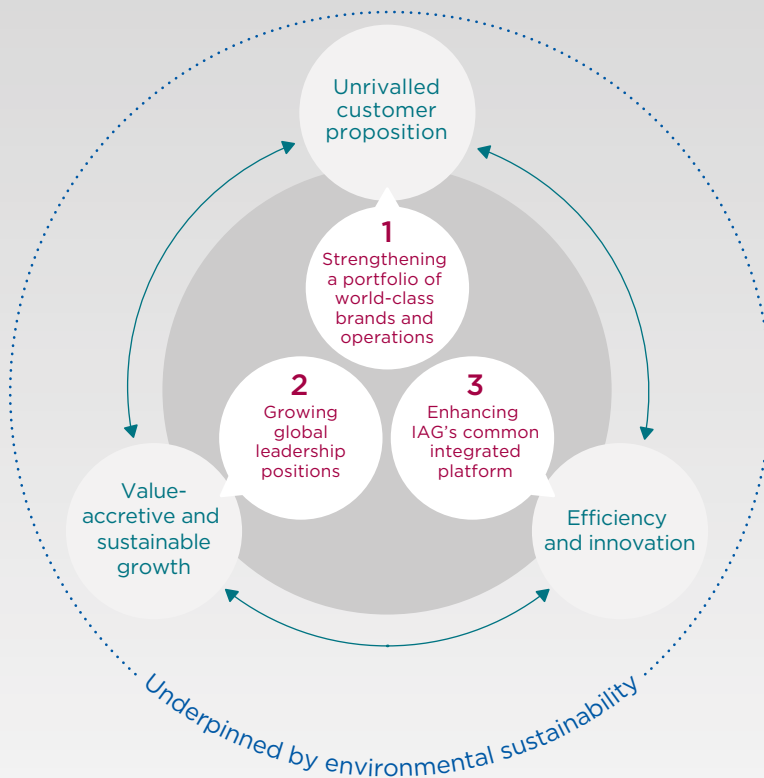 Unrivalled
customer
proposition
1
Strengthening
a portfolio of
world-class
brands and
operations
2
Growing
global
leadership
positions
3
Enhancing
IAG’s common
integrated
platform
Value-
accretive and
sustainable
growth
Efficiency
and innovation
Underpinned by environmental sustainability